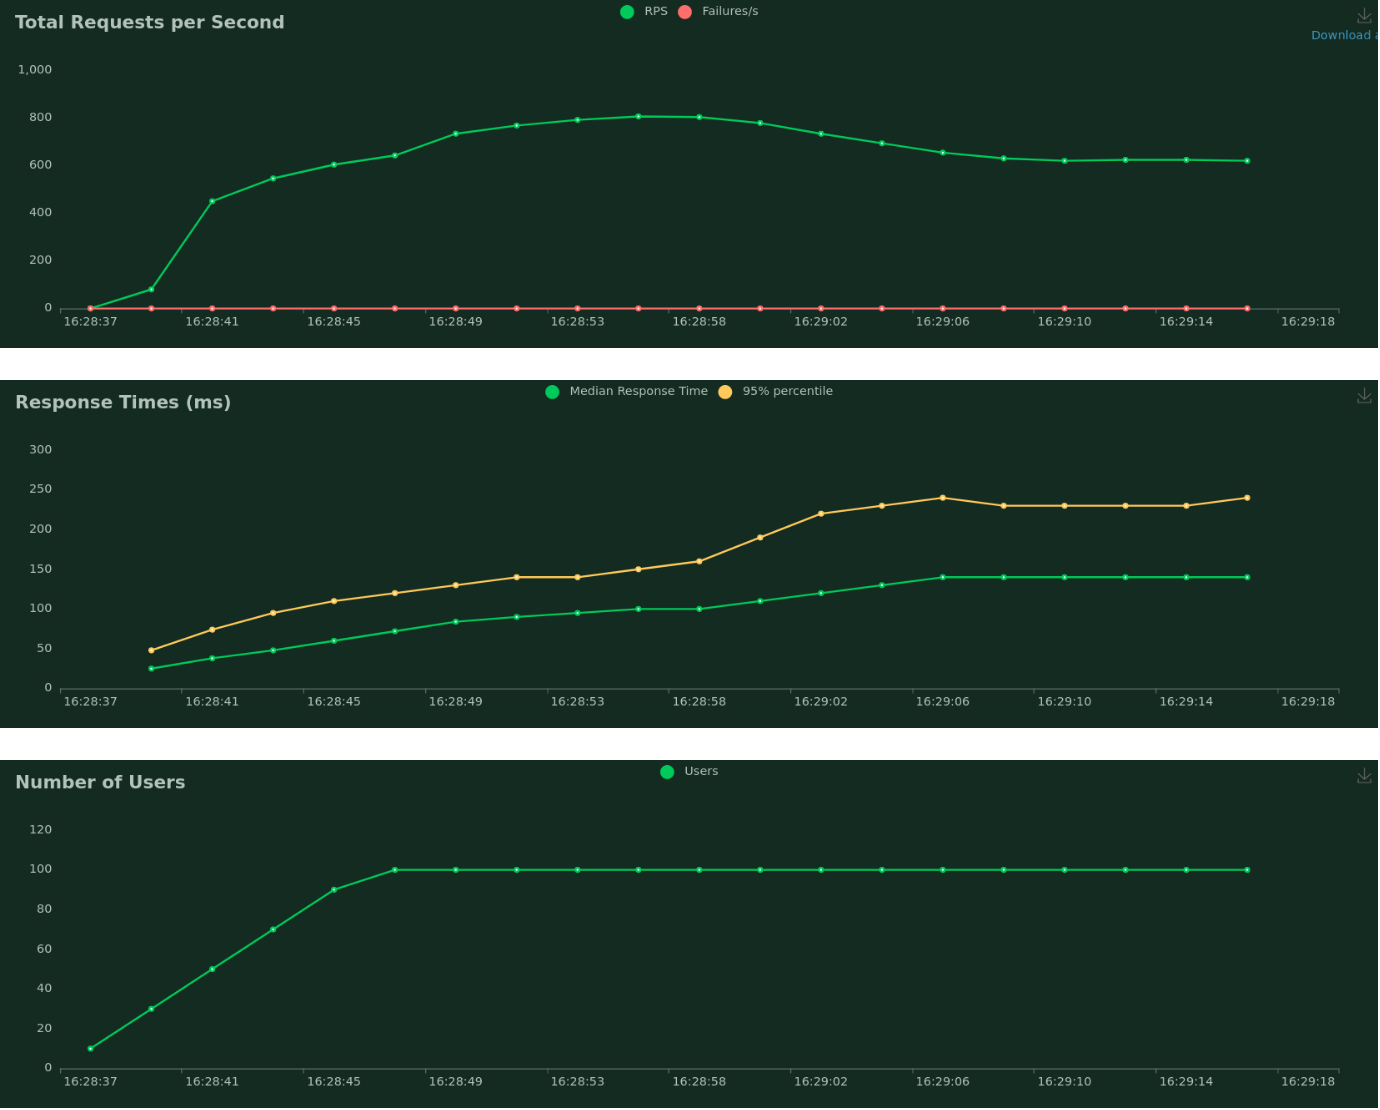 Total Requests per Second
RPS Failures/s
Download a
1,000
800
600
400
200
0
16:28:37 16:28:41 16:28:45 16:28:49 16:28:53 16:28:58 16:29:02 16:29:06 16:29:10 16:29:14 16:29:18
Response Times (ms)
Median Response Time 95% percentile
300
250
200
150
100
50
0
16:28:37 16:28:41 16:28:45 16:28:49 16:28:53 16:28:58 16:29:02 16:29:06 16:29:10 16:29:14 16:29:18
Number of Users
Users
120
100
80
60
40
20
0
16:28:37 16:28:41 16:28:45 16:28:49 16:28:53 16:28:58 16:29:02 16:29:06 16:29:10 16:29:14 16:29:18